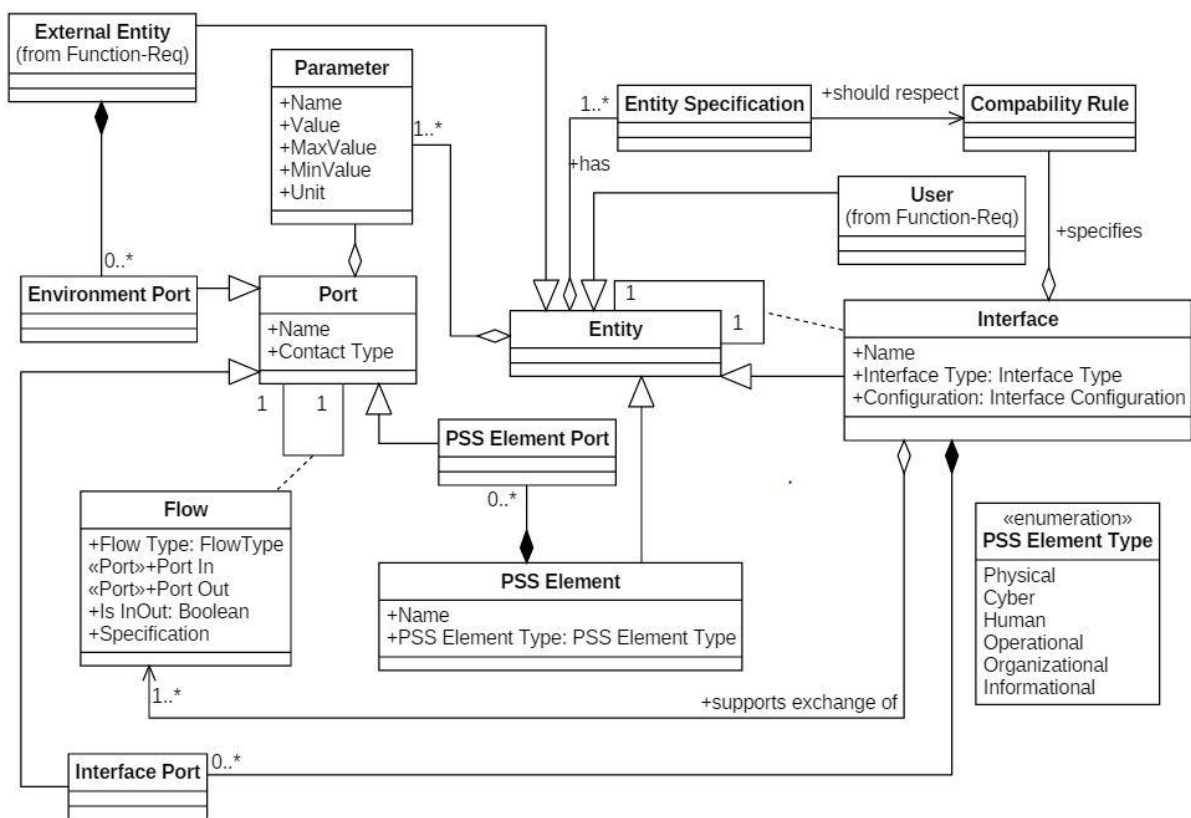 External Entity
(from Function-Req)
Parameter
+Name
+Value
+MaxValue
+MinValue
+Unit
1..*
1..*
Entity Specification
+should respect
Compability Rule
+has
User
(from Function-Req)
+specifies
0..*
Environment Port
Port
+Name
+Contact Type
1
1
Entity
1
1
Interface
+Name
+Interface Type: Interface Type
+Configuration: Interface Configuration
PSS Element Port
0..*
Flow
+Flow Type: FlowType
«Port»+Port In
«Port»+Port Out
+Is InOut: Boolean
+Specification
PSS Element
+Name
+PSS Element Type: PSS Element Type
«enumeration»
PSS Element Type
Physical
Cyber
Human
Operational
Organizational
Informational
1..*
+supports exchange of
Interface Port
0..*